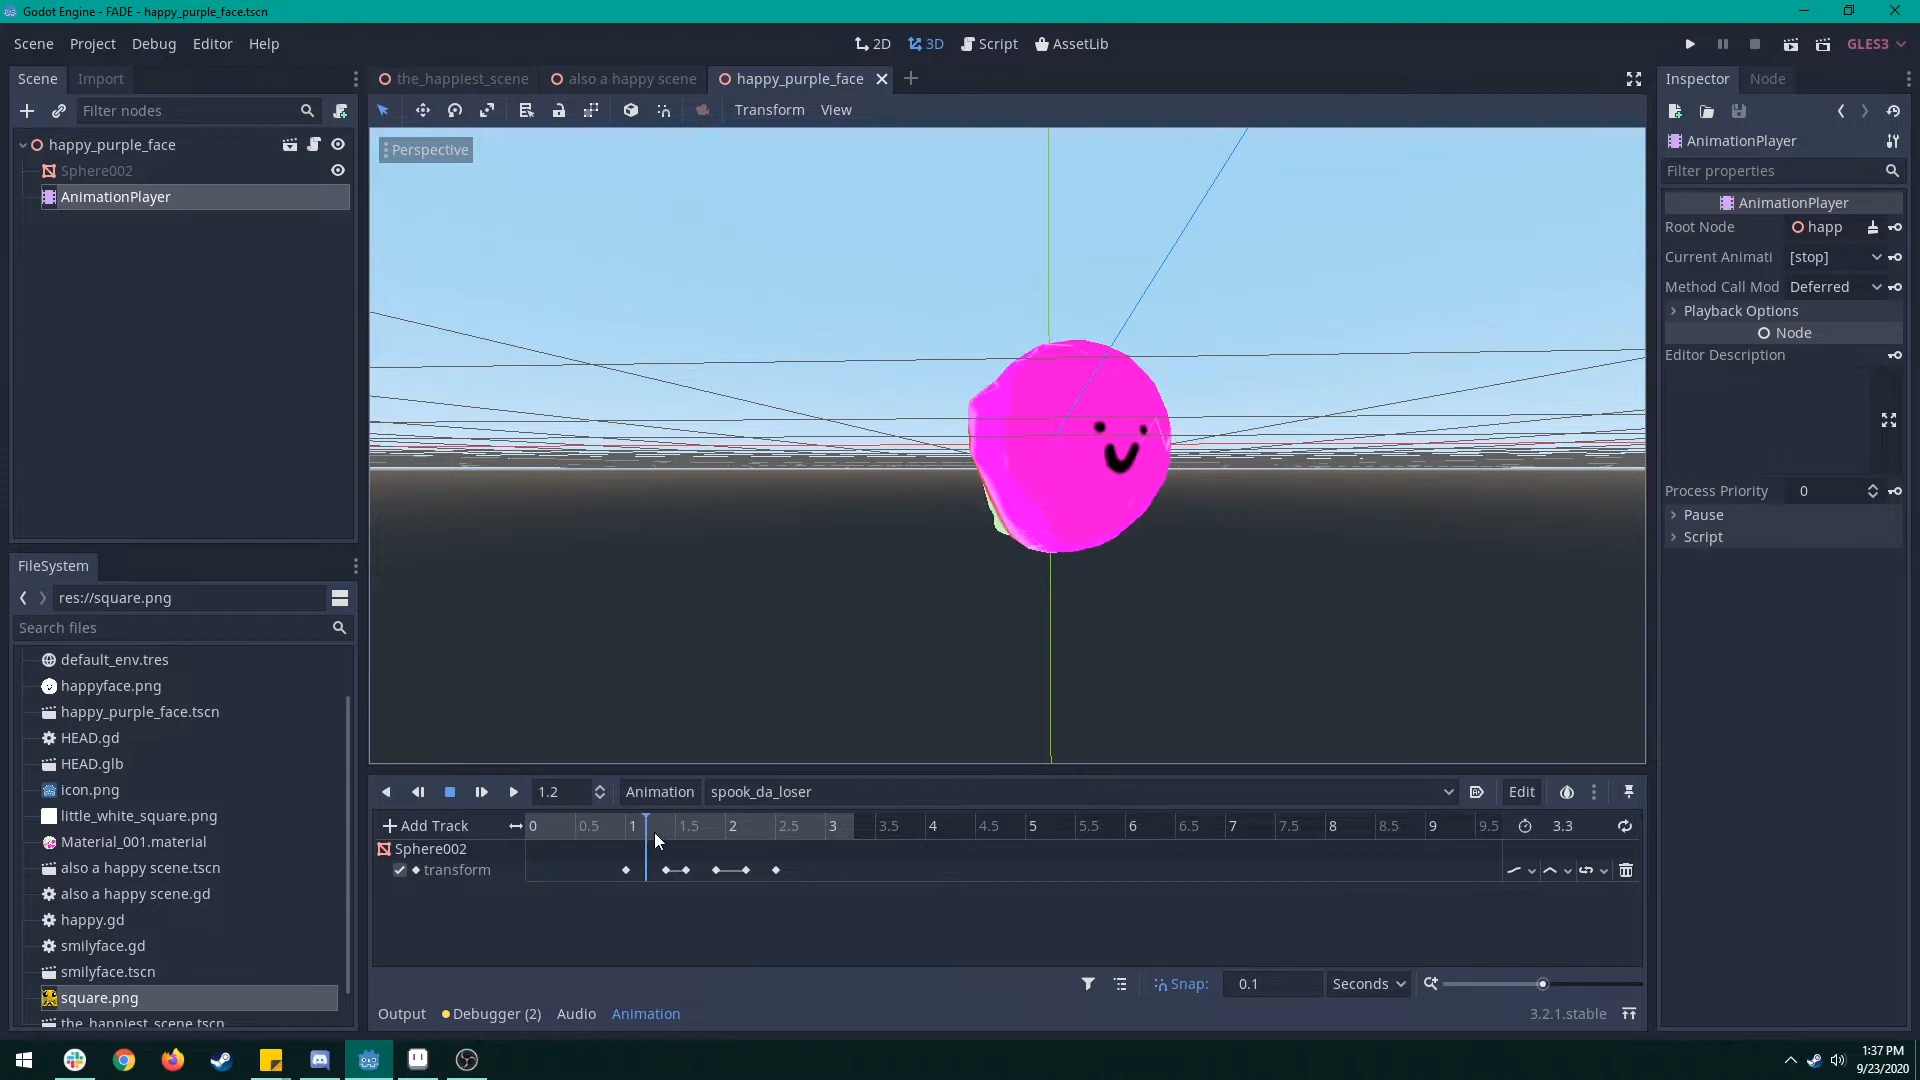 Godot Engine - FADE - happy_purple_face.tscn
Scene Project Debug Editor Help
2D 3D Script AssetLib
GLES3
Scene Import
the_happiest_scene also a happy scene happy_purple_face
Inspector Node
Filter nodes
Transform View
happy_purple_face
Perspective
AnimationPlayer
Sphere002
Filter properties
AnimationPlayer
AnimationPlayer
Root Node happ
Current Animati [stop]
Method Call Mod Deferred
Playback Options
Node
Editor Description
Process Priority 0
Pause
Script
FileSystem
res://square.png
Search files
default_env.tres
happyface.png
happy_purple_face.tscn
HEAD.gd
HEAD.glb
icon.png
little_white_square.png
Material_001.material
also a happy scene.tscn
also a happy scene.gd
happy.gd
smilyface.gd
smilyface.tscn
square.png
the_happiest_scene.tscn
1.2 Animation spook_da_loser Edit
Add Track 0 0.5 1 1.5 2 2.5 3 3.5 4 4.5 5 5.5 6 6.5 7 7.5 8 8.5 9 9.5 3.3
Sphere002
transform
Snap: 0.1 Seconds
Output Debugger (2) Audio Animation 3.2.1.stable
1:37 PM
9/23/2020